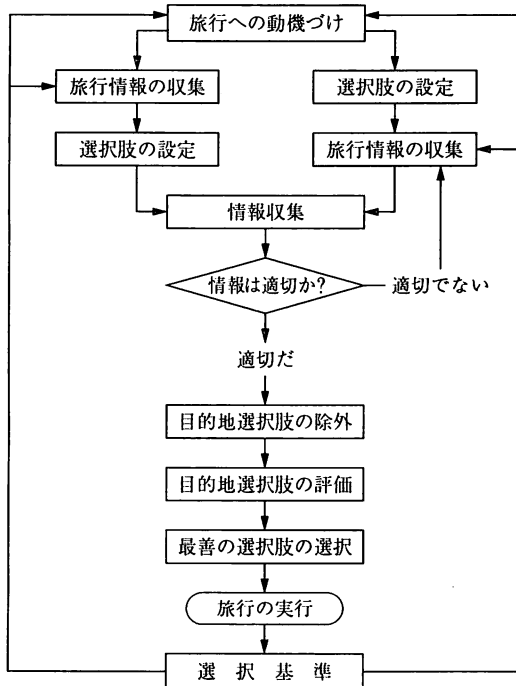 旅行への動機づけ
旅行情報の収集
選択肢の設定
選択肢の設定
旅行情報の収集
情報収集
情報は適切か?
適切でない
適切だ
目的地選択肢の除外
目的地選択肢の評価
最善の選択肢の選択
旅行の実行
選択基準